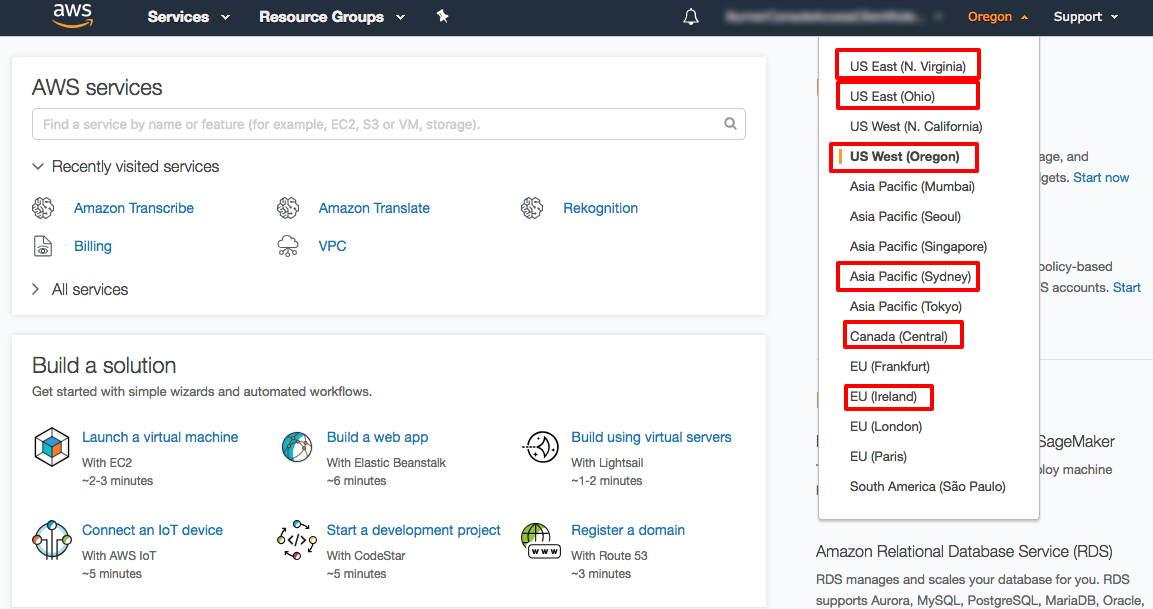 aws
Services
Resource Groups
Oregon
Support
AWS services
Find a service by name or feature (for example, EC2, S3 or VM, storage).
Recently visited services
Amazon Transcribe
Amazon Translate
Rekognition
Billing
VPC
All services
Build a solution
Get started with simple wizards and automated workflows.
Launch a virtual machine
With EC2
~2-3 minutes
Build a web app
With Elastic Beanstalk
~6 minutes
Build using virtual servers
With Lightsail
~1-2 minutes
Connect an IoT device
With AWS IoT
~5 minutes
Start a development project
With CodeStar
~5 minutes
Register a domain
With Route 53
~3 minutes
US East (N. Virginia)
US East (Ohio)
US West (N. California)
US West (Oregon)
Asia Pacific (Mumbai)
Asia Pacific (Seoul)
Asia Pacific (Singapore)
Asia Pacific (Sydney)
Asia Pacific (Tokyo)
Canada (Central)
EU (Frankfurt)
EU (Ireland)
EU (London)
EU (Paris)
South America (São Paulo)
age, and
gets. Start now
policy-based
S accounts. Start
SageMaker
loy machine
Amazon Relational Database Service (RDS)
RDS manages and scales your database for you. RDS
supports Aurora, MySQL, PostgreSQL, MariaDB, Oracle,